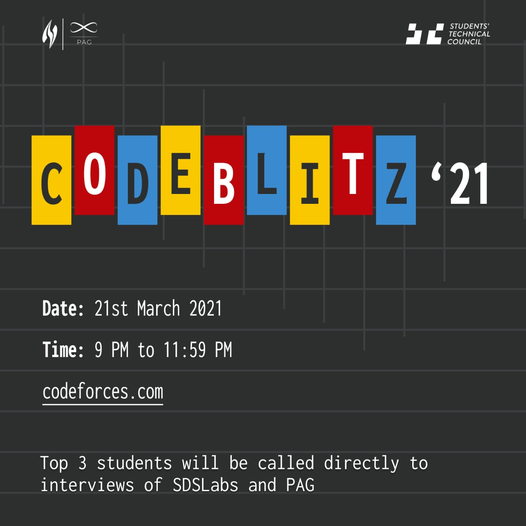 PAG
STUDENTS'
TECHNICAL
COUNCIL
CODEBLITZ ‘21
Date: 21st March 2021
Time: 9 PM to 11:59 PM
codeforces.com
Top 3 students will be called directly to
interviews of SDSLabs and PAG